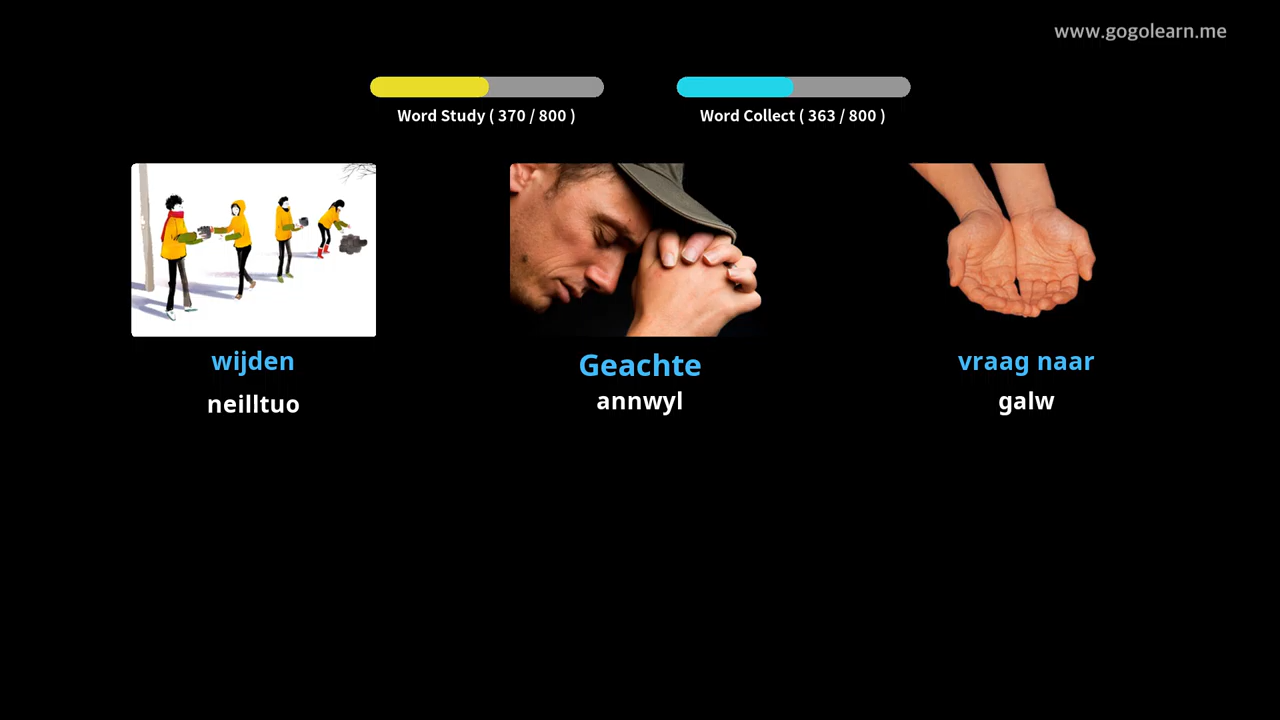 www.gogolearn.me
Word Study ( 370 / 800 )
Word Collect ( 363 / 800 )
wijden
neilltuo
Geachte
annwyl
vraag naar
galw